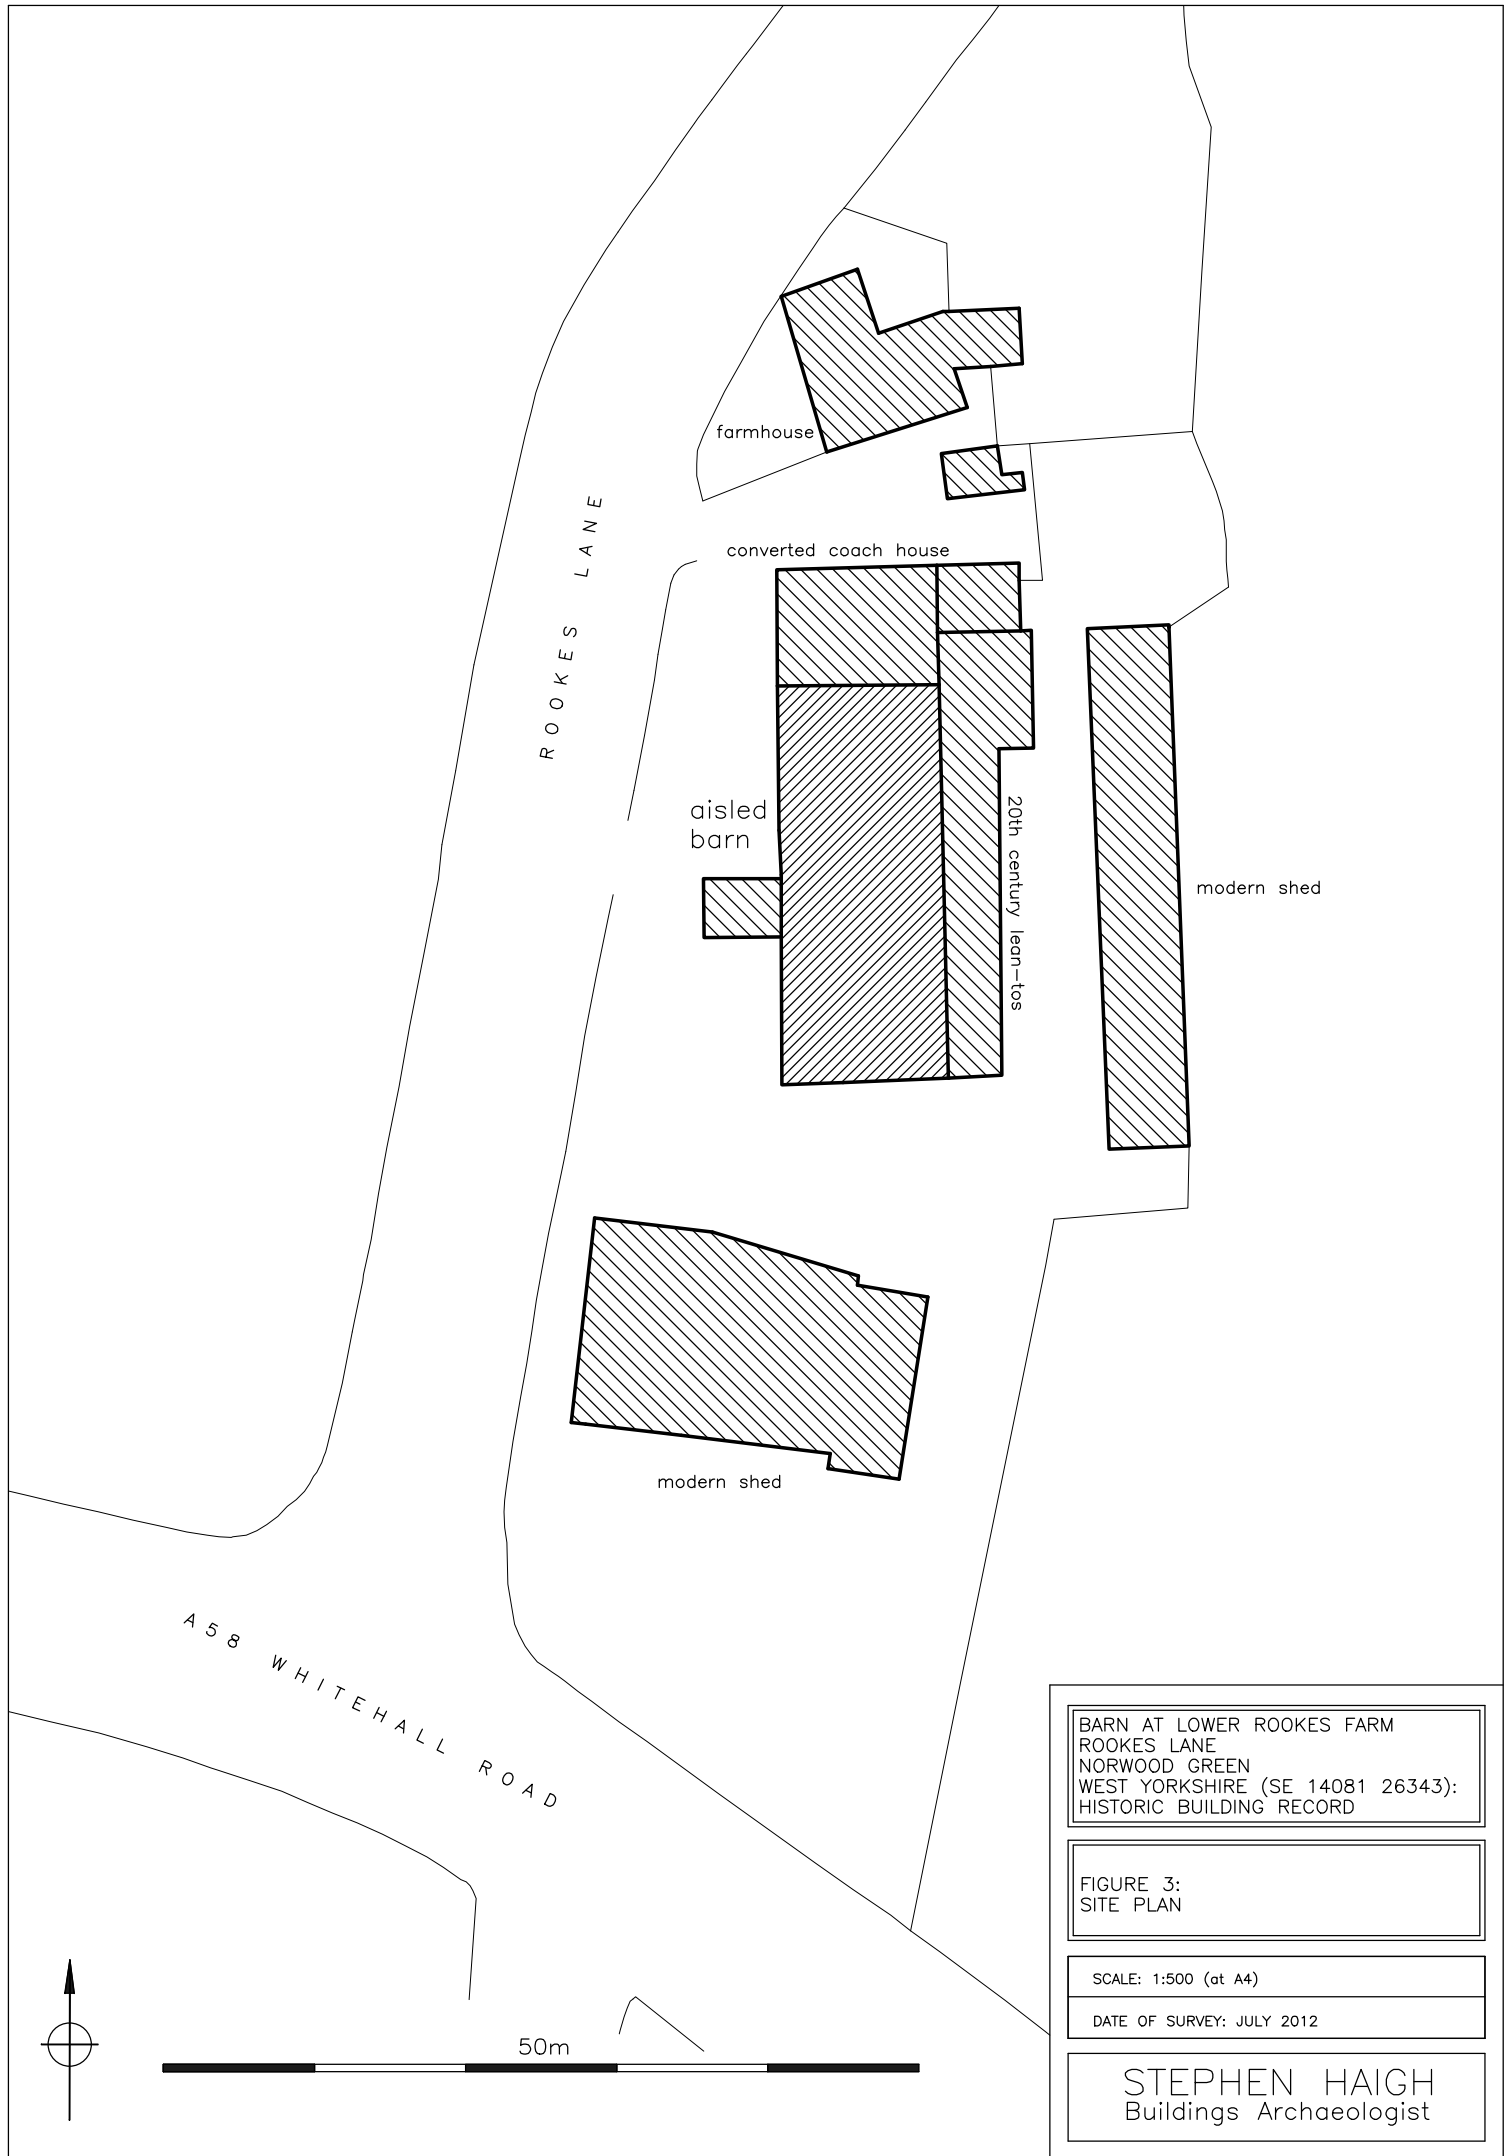 farmhouse
ROOKES LANE
converted coach house
aisled
barn
20th century lean-tos
modern shed
modern shed
A58 WHITEHALL ROAD
50m
BARN AT LOWER ROOKES FARM
ROOKES LANE
NORWOOD GREEN
WEST YORKSHIRE (SE 14081 26343):
HISTORIC BUILDING RECORD
FIGURE 3:
SITE PLAN
SCALE: 1:500 (at A4)
DATE OF SURVEY: JULY 2012
STEPHEN HAIGH
Buildings Archaeologist